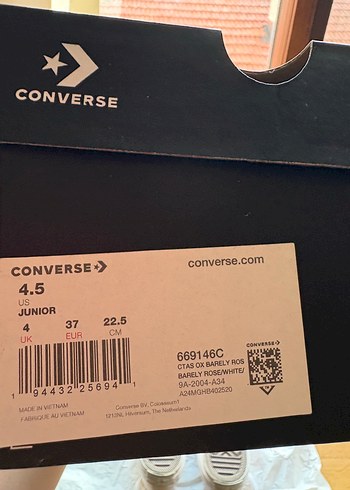 CONVERSE
CONVERSE
converse.com
4.5
US
JUNIOR
4 37 22.5
UK EUR CM
1 94432 25694 1
669146C
CTAS OX BARELY ROS
BARELY ROSE/WHITE/
9A-2004-A34
A24MGHB402520
CONVERSE
MADE IN VIETNAM
FABRIQUÉ AU VIETNAM
Converse BV, Colosseum1
1213NL Hilversum, The Netherlands